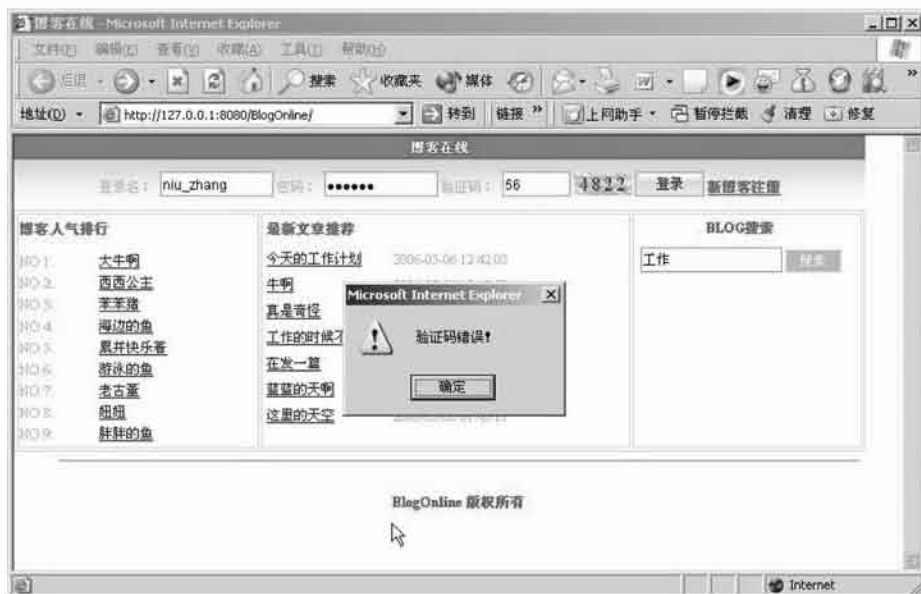 博客在线 - Microsoft Internet Explorer
文件(F) 编辑(E) 查看(V) 收藏(A) 工具(T) 帮助(H)
后退 搜索 收藏夹 媒体
地址(D) http://127.0.0.1:8080/BlogOnline/ 转到 链接 » 上网助手 暂停拦截 清理 修复
博客在线
登录名: niu_zhang 密码: •••••• 验证码: 56 4822 登录 新博客注册
博客人气排行 最新文章推荐 BLOG搜索
NO 1. 大牛啊 今天的工作计划 2006-03-06 12:42:03 工作 搜索
NO 2. 西西公主 牛啊
NO 3. 苯苯猪 真是奇怪
NO 4. 海边的鱼 工作的时候不
NO 5. 累并快乐着 在发一篇
NO 6. 游泳的鱼 蓝蓝的天啊
NO 7. 老古董 这里的天空
NO 8. 妞妞
NO 9. 胖胖的鱼
Microsoft Internet Explorer
验证码错误!
确定
BlogOnline 版权所有
Internet